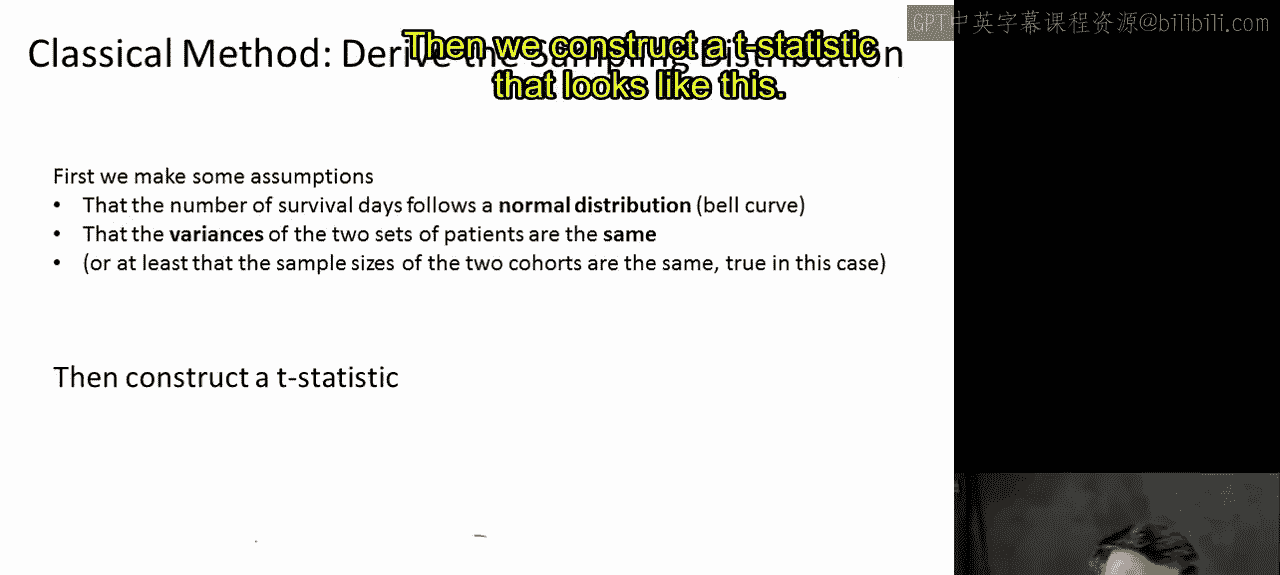 GPT中英字幕课程资源@bilibili.com
Then we construct a t-statistic
that looks like this.
Classical Method: Derive the Sampling Distribution
First we make some assumptions
• That the number of survival days follows a normal distribution (bell curve)
• That the variances of the two sets of patients are the same
• (or at least that the sample sizes of the two cohorts are the same, true in this case)
Then construct a t-statistic